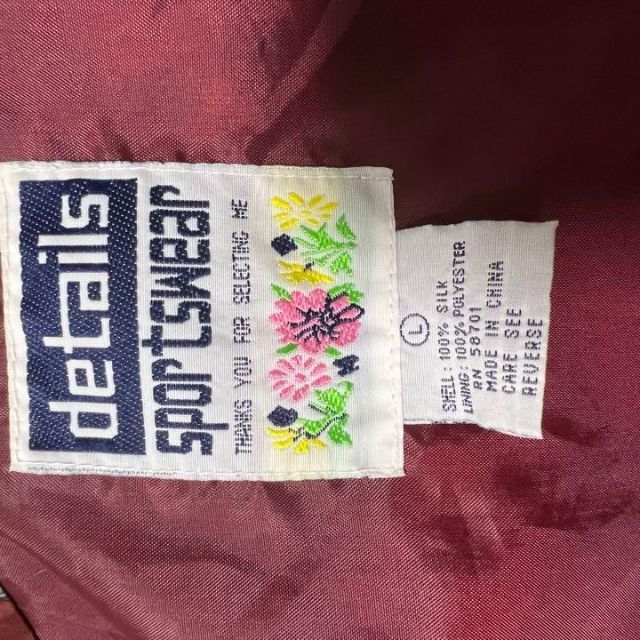 details
sportswear
THANKS YOU FOR SELECTING ME
L
SHELL: 100% SILK
LINING: 100% POLYESTER
RN 58701
MADE IN CHINA
CARE SEE
REVERSE